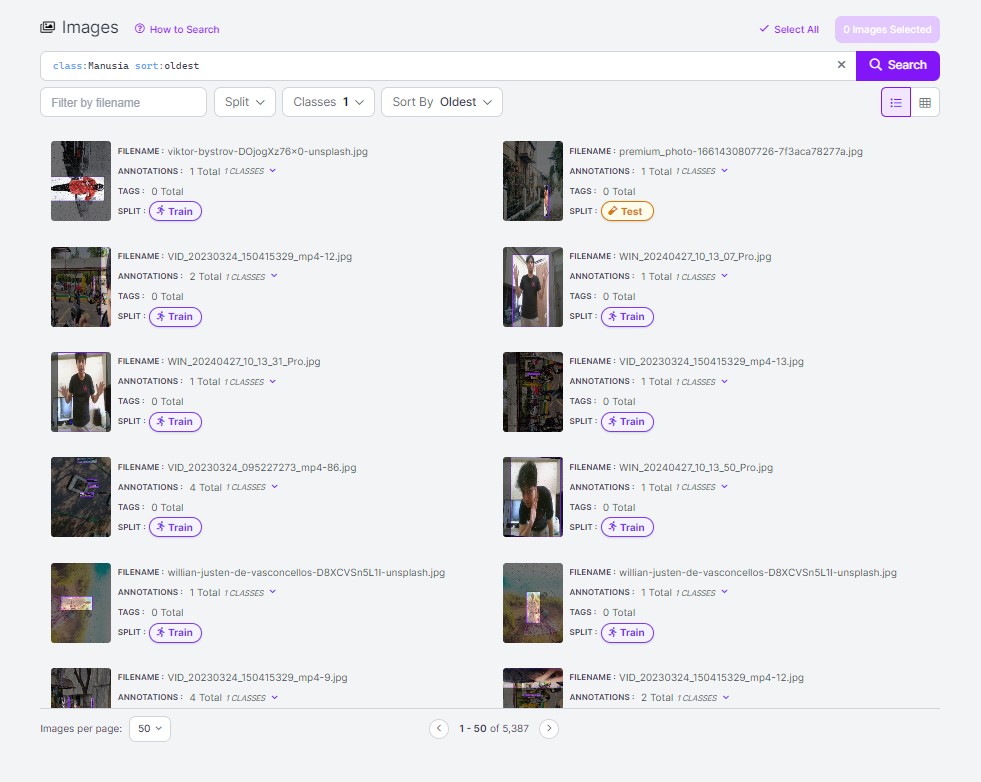 Images How to Search Select All 0 Images Selected
class:Manusia sort:oldest Search
Filter by filename Split Classes 1 Sort By Oldest
FILENAME : viktor-bystrov-DOjogXz76x0-unsplash.jpg
ANNOTATIONS : 1 Total 1 CLASSES
TAGS : 0 Total
SPLIT : Train
FILENAME : premium_photo-1661430807726-7f3aca78277a.jpg
ANNOTATIONS : 1 Total 1 CLASSES
TAGS : 0 Total
SPLIT : Test
FILENAME : VID_20230324_150415329_mp4-12.jpg
ANNOTATIONS : 2 Total 1 CLASSES
TAGS : 0 Total
SPLIT : Train
FILENAME : WIN_20240427_10_13_07_Pro.jpg
ANNOTATIONS : 1 Total 1 CLASSES
TAGS : 0 Total
SPLIT : Train
FILENAME : WIN_20240427_10_13_31_Pro.jpg
ANNOTATIONS : 1 Total 1 CLASSES
TAGS : 0 Total
SPLIT : Train
FILENAME : VID_20230324_150415329_mp4-13.jpg
ANNOTATIONS : 1 Total 1 CLASSES
TAGS : 0 Total
SPLIT : Train
FILENAME : VID_20230324_095227273_mp4-86.jpg
ANNOTATIONS : 4 Total 1 CLASSES
TAGS : 0 Total
SPLIT : Train
FILENAME : WIN_20240427_10_13_50_Pro.jpg
ANNOTATIONS : 1 Total 1 CLASSES
TAGS : 0 Total
SPLIT : Train
FILENAME : willian-justen-de-vasconcellos-D8XCVSn5L1I-unsplash.jpg
ANNOTATIONS : 1 Total 1 CLASSES
TAGS : 0 Total
SPLIT : Train
FILENAME : willian-justen-de-vasconcellos-D8XCVSn5L1I-unsplash.jpg
ANNOTATIONS : 1 Total 1 CLASSES
TAGS : 0 Total
SPLIT : Train
FILENAME : VID_20230324_150415329_mp4-9.jpg
ANNOTATIONS : 4 Total 1 CLASSES
FILENAME : VID_20230324_150415329_mp4-12.jpg
ANNOTATIONS : 2 Total 1 CLASSES
Images per page: 50 1 - 50 of 5,387